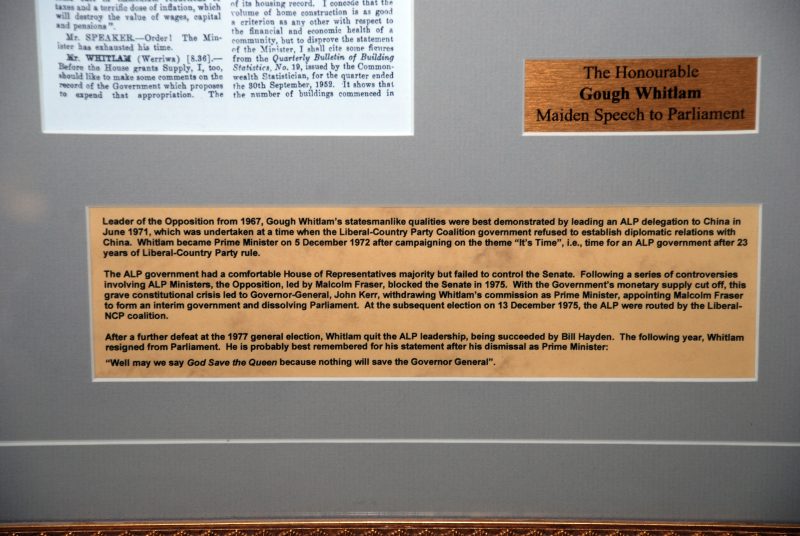 taxes and a terrific dose of inflation, which
will destroy the value of wages, capital
and pensions".
Mr. SPEAKER.—Order! The Min-
ister has exhausted his time.
Mr. WHITLAM (Werriwa) [8.36].—
Before the House grants Supply, I, too,
should like to make some comments on the
record of the Government which proposes
to expend that appropriation. The
of its housing record. I concede that the
volume of home construction is as good
a criterion as any other with respect to
the financial and economic health of a
community, but to disprove the statement
of the Minister, I shall cite some figures
from the Quarterly Bulletin of Building
Statistics, No. 19, issued by the Common-
wealth Statistician, for the quarter ended
the 30th September, 1952. It shows that
the number of buildings commenced in
The Honourable
Gough Whitlam
Maiden Speech to Parliament
Leader of the Opposition from 1967, Gough Whitlam's statesmanlike qualities were best demonstrated by leading an ALP delegation to China in
June 1971, which was undertaken at a time when the Liberal-Country Party Coalition government refused to establish diplomatic relations with
China. Whitlam became Prime Minister on 5 December 1972 after campaigning on the theme "It's Time", i.e., time for an ALP government after 23
years of Liberal-Country Party rule.
The ALP government had a comfortable House of Representatives majority but failed to control the Senate. Following a series of controversies
involving ALP Ministers, the Opposition, led by Malcolm Fraser, blocked the Senate in 1975. With the Government's monetary supply cut off, this
grave constitutional crisis led to Governor-General, John Kerr, withdrawing Whitlam's commission as Prime Minister, appointing Malcolm Fraser
to form an interim government and dissolving Parliament. At the subsequent election on 13 December 1975, the ALP were routed by the Liberal-
NCP coalition.
After a further defeat at the 1977 general election, Whitlam quit the ALP leadership, being succeeded by Bill Hayden. The following year, Whitlam
resigned from Parliament. He is probably best remembered for his statement after his dismissal as Prime Minister:
"Well may we say God Save the Queen because nothing will save the Governor General".